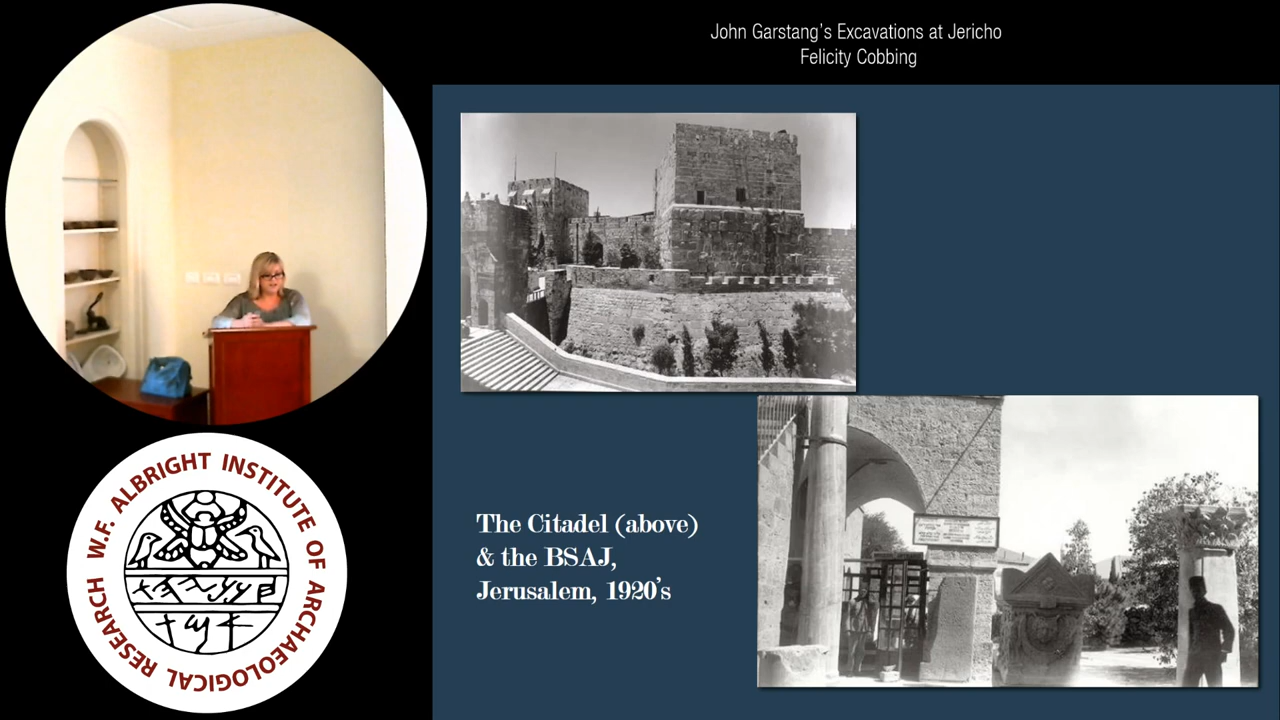 John Garstang's Excavations at Jericho
Felicity Cobbing
W.F. ALBRIGHT INSTITUTE OF ARCHAEOLOGICAL RESEARCH
The Citadel (above)
& the BSAJ,
Jerusalem, 1920's